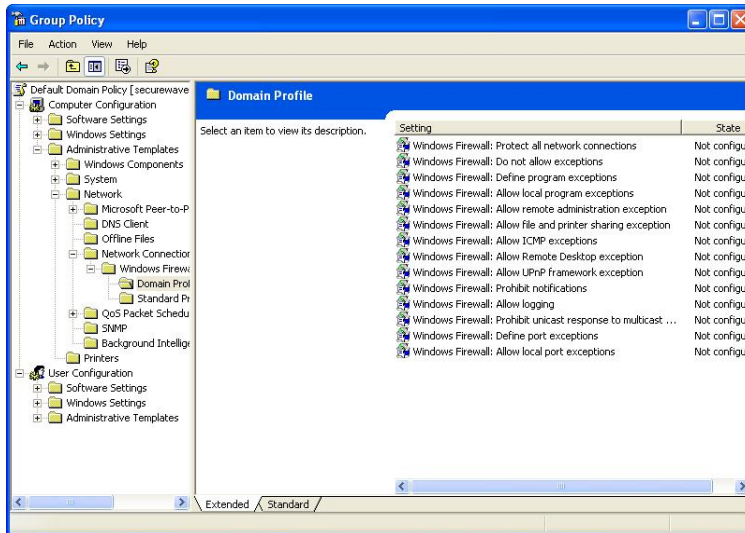 Group Policy
File Action View Help
Default Domain Policy [securewave
Computer Configuration
Software Settings
Windows Settings
Administrative Templates
Windows Components
System
Network
Microsoft Peer-to-P
DNS Client
Offline Files
Network Connection
Windows Firewa
Domain Prof
Standard Pr
QoS Packet Schedu
SNMP
Background Intellige
Printers
User Configuration
Software Settings
Windows Settings
Administrative Templates
Domain Profile
Select an item to view its description.
Setting State
Windows Firewall: Protect all network connections Not configu
Windows Firewall: Do not allow exceptions Not configu
Windows Firewall: Define program exceptions Not configu
Windows Firewall: Allow local program exceptions Not configu
Windows Firewall: Allow remote administration exception Not configu
Windows Firewall: Allow file and printer sharing exception Not configu
Windows Firewall: Allow ICMP exceptions Not configu
Windows Firewall: Allow Remote Desktop exception Not configu
Windows Firewall: Allow UPnP framework exception Not configu
Windows Firewall: Prohibit notifications Not configu
Windows Firewall: Allow logging Not configu
Windows Firewall: Prohibit unicast response to multicast ... Not configu
Windows Firewall: Define port exceptions Not configu
Windows Firewall: Allow local port exceptions Not configu
Extended Standard